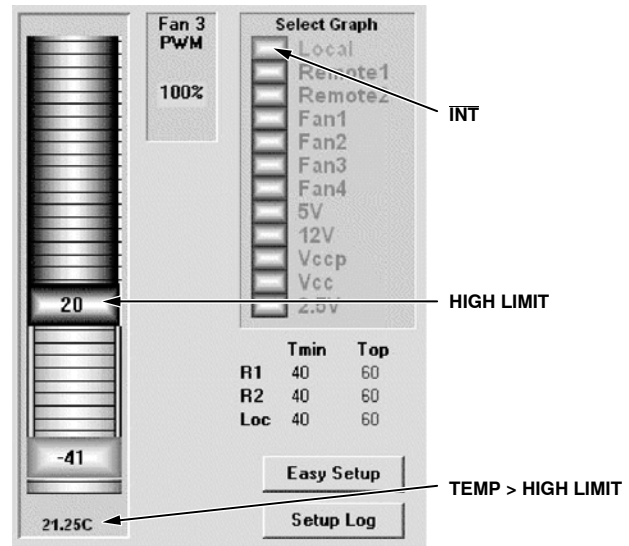 Fan 3
PWM
100%
Select Graph
Local
Remote1
Remote2
Fan1
Fan2
Fan3
Fan4
5V
12V
Vccp
Vcc
2.5V
INT
20
HIGH LIMIT
Tmin Top
R1 40 60
R2 40 60
Loc 40 60
-41
Easy Setup
TEMP > HIGH LIMIT
21.25C
Setup Log